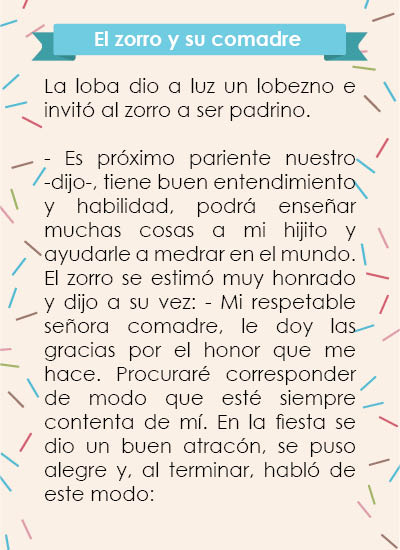 El zorro y su comadre
La loba dio a luz un lobezno e
invitó al zorro a ser padrino.
- Es próximo pariente nuestro
-dijo-, tiene buen entendimiento
y habilidad, podrá enseñar
muchas cosas a mi hijito y
ayudarle a medrar en el mundo.
El zorro se estimó muy honrado
y dijo a su vez: - Mi respetable
señora comadre, le doy las
gracias por el honor que me
hace. Procuraré corresponder
de modo que esté siempre
contenta de mí. En la fiesta se
dio un buen atracón, se puso
alegre y, al terminar, habló de
este modo: